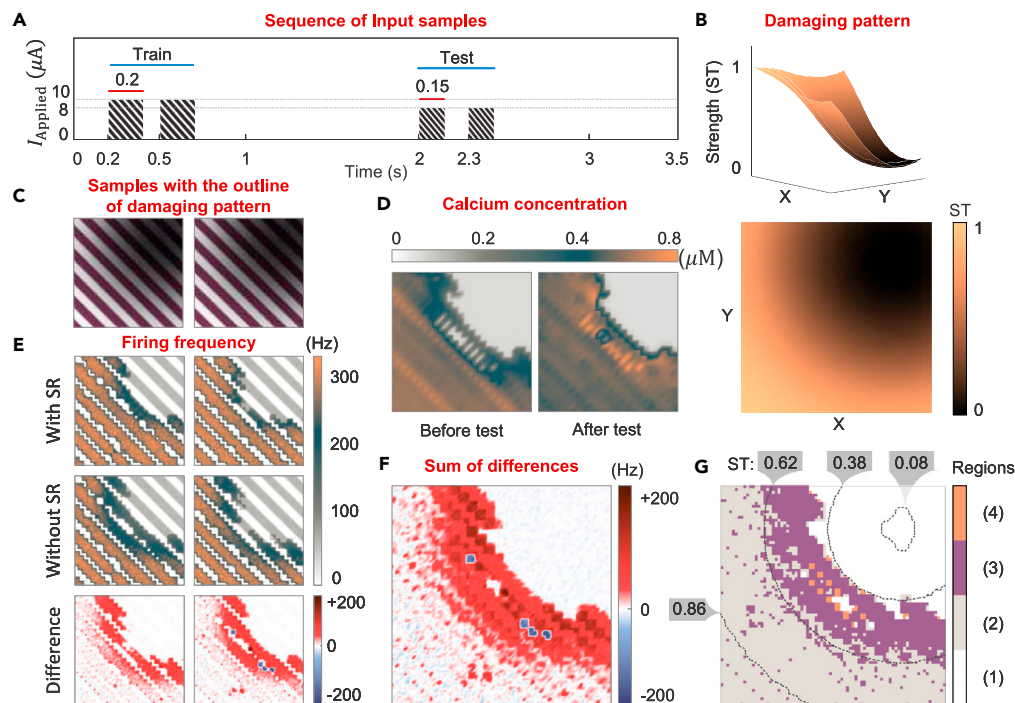 A
Sequence of Input samples
I_Applied (μA)
10
8
0
Train
0.2
Test
0.15
0
0.2
0.5
1
2
2.3
3
3.5
Time (s)
B
Damaging pattern
Strength (ST)
1
0
X
Y
ST
1
0
Y
X
C
Samples with the outline
of damaging pattern
D
Calcium concentration
0
0.2
0.4
0.8
(μM)
Before test
After test
E
Firing frequency
(Hz)
With SR
Without SR
Difference
300
200
100
0
+200
0
-200
F
Sum of differences
(Hz)
+200
0
-200
G
ST:
0.62
0.38
0.08
0.86
Regions
(4)
(3)
(2)
(1)